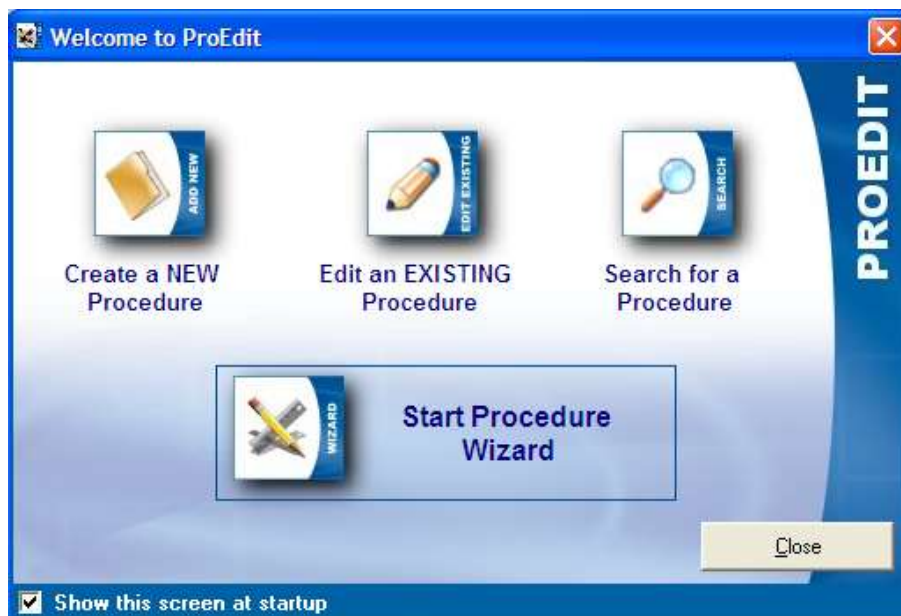 Welcome to ProEdit
PROEDIT
ADD NEW
EDIT EXISTING
SEARCH
Create a NEW
Procedure
Edit an EXISTING
Procedure
Search for a
Procedure
WIZARD
Start Procedure
Wizard
Close
Show this screen at startup